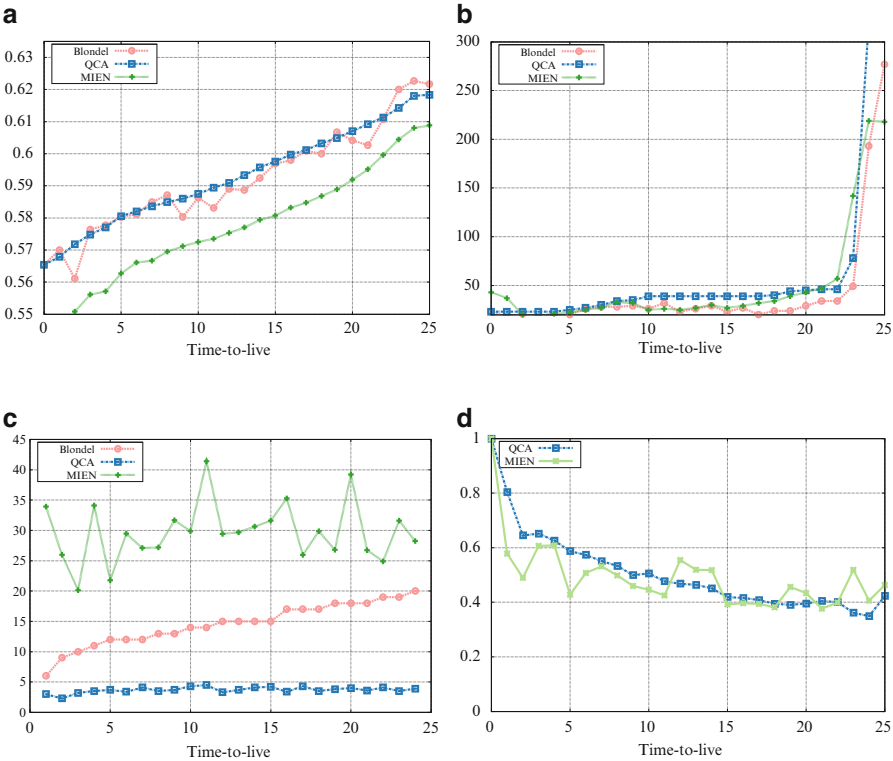 a
0.63
0.62
0.61
0.6
0.59
0.58
0.57
0.56
0.55
Blondel
QCA
MIEN
0
5
10
15
20
25
Time-to-live
b
300
250
200
150
100
50
Blondel
QCA
MIEN
0
5
10
15
20
25
Time-to-live
c
45
40
35
30
25
20
15
10
5
0
Blondel
QCA
MIEN
0
5
10
15
20
25
Time-to-live
d
1
0.8
0.6
0.4
0.2
0
QCA
MIEN
0
5
10
15
20
25
Time-to-live